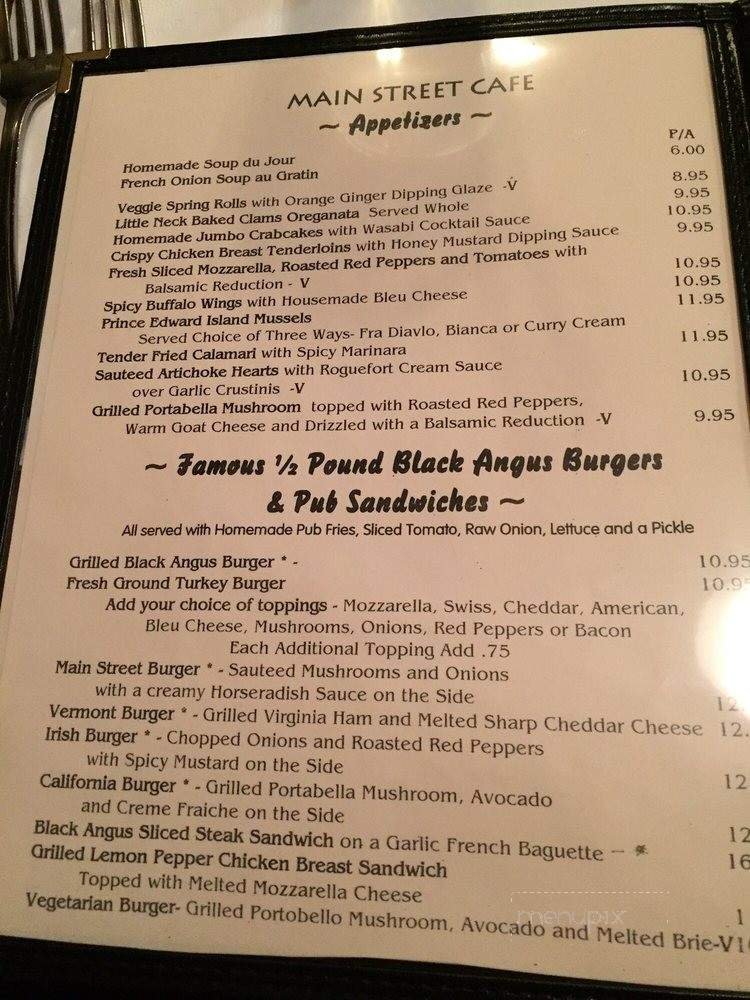 MAIN STREET CAFE
~ Appetizers ~
P/A
Homemade Soup du Jour 6.00
French Onion Soup au Gratin
Veggie Spring Rolls with Orange Ginger Dipping Glaze -V 8.95
Little Neck Baked Clams Oreganata Served Whole 9.95
Homemade Jumbo Crabcakes with Wasabi Cocktail Sauce 10.95
Crispy Chicken Breast Tenderloins with Honey Mustard Dipping Sauce 9.95
Fresh Sliced Mozzarella, Roasted Red Peppers and Tomatoes with
Balsamic Reduction - V 10.95
Spicy Buffalo Wings with Housemade Bleu Cheese 10.95
Prince Edward Island Mussels 11.95
Served Choice of Three Ways- Fra Diavlo, Bianca or Curry Cream
Tender Fried Calamari with Spicy Marinara 11.95
Sauteed Artichoke Hearts with Roguefort Cream Sauce
over Garlic Crustinis -V 10.95
Grilled Portabella Mushroom topped with Roasted Red Peppers,
Warm Goat Cheese and Drizzled with a Balsamic Reduction -V 9.95
~ Famous ½ Pound Black Angus Burgers
& Pub Sandwiches ~
All served with Homemade Pub Fries, Sliced Tomato, Raw Onion, Lettuce and a Pickle
Grilled Black Angus Burger * - 10.95
Fresh Ground Turkey Burger 10.95
Add your choice of toppings - Mozzarella, Swiss, Cheddar, American,
Bleu Cheese, Mushrooms, Onions, Red Peppers or Bacon
Each Additional Topping Add .75
Main Street Burger * - Sauteed Mushrooms and Onions
with a creamy Horseradish Sauce on the Side 12.
Vermont Burger * - Grilled Virginia Ham and Melted Sharp Cheddar Cheese 12.
Irish Burger * - Chopped Onions and Roasted Red Peppers
with Spicy Mustard on the Side 12
California Burger * - Grilled Portabella Mushroom, Avocado
and Creme Fraiche on the Side 12
Black Angus Sliced Steak Sandwich on a Garlic French Baguette - * 16
Grilled Lemon Pepper Chicken Breast Sandwich
Topped with Melted Mozzarella Cheese 1
Vegetarian Burger- Grilled Portobello Mushroom, Avocado and Melted Brie-V 1
menupix